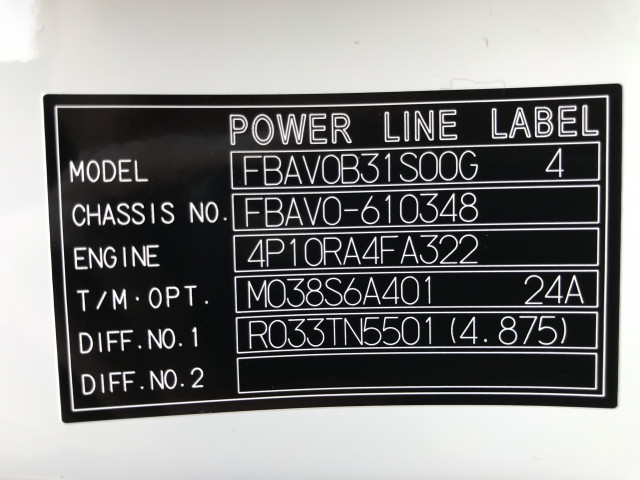 POWER LINE LABEL
MODEL FBAV0B31S00G 4
CHASSIS NO. FBAV0-610348
ENGINE 4P10RA4FA322
T/M·OPT. M038S6A401 24A
DIFF.NO.1 R033TN5501(4.875)
DIFF.NO.2